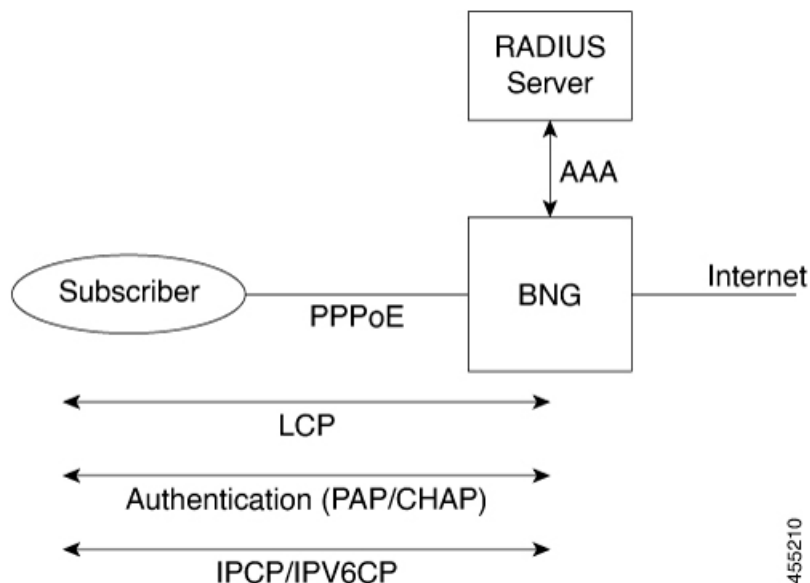 RADIUS
Server
AAA
Subscriber
PPPoE
BNG
Internet
LCP
Authentication (PAP/CHAP)
IPCP/IPV6CP
455210